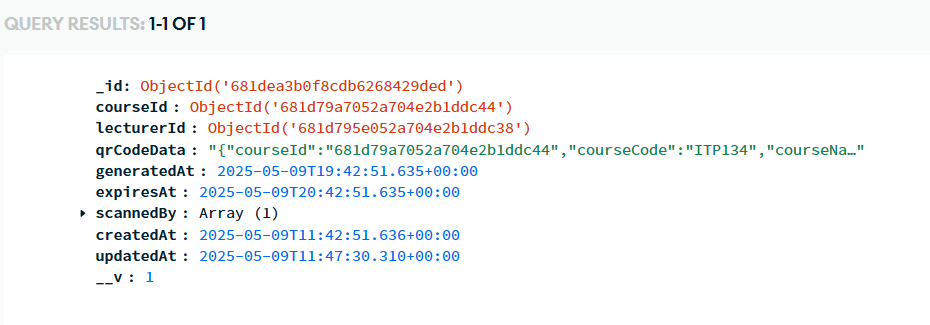 QUERY RESULTS: 1-1 OF 1
_id: ObjectId('681dea3b0f8cdb6268429ded')
courseId: ObjectId('681d79a7052a704e2b1ddc44')
lecturerId: ObjectId('681d795e052a704e2b1ddc38')
qrCodeData: "{"courseId":"681d79a7052a704e2b1ddc44","courseCode":"ITP134","courseNa…"
generatedAt: 2025-05-09T19:42:51.635+00:00
expiresAt: 2025-05-09T20:42:51.635+00:00
scannedBy: Array (1)
createdAt: 2025-05-09T11:42:51.636+00:00
updatedAt: 2025-05-09T11:47:30.310+00:00
__v: 1